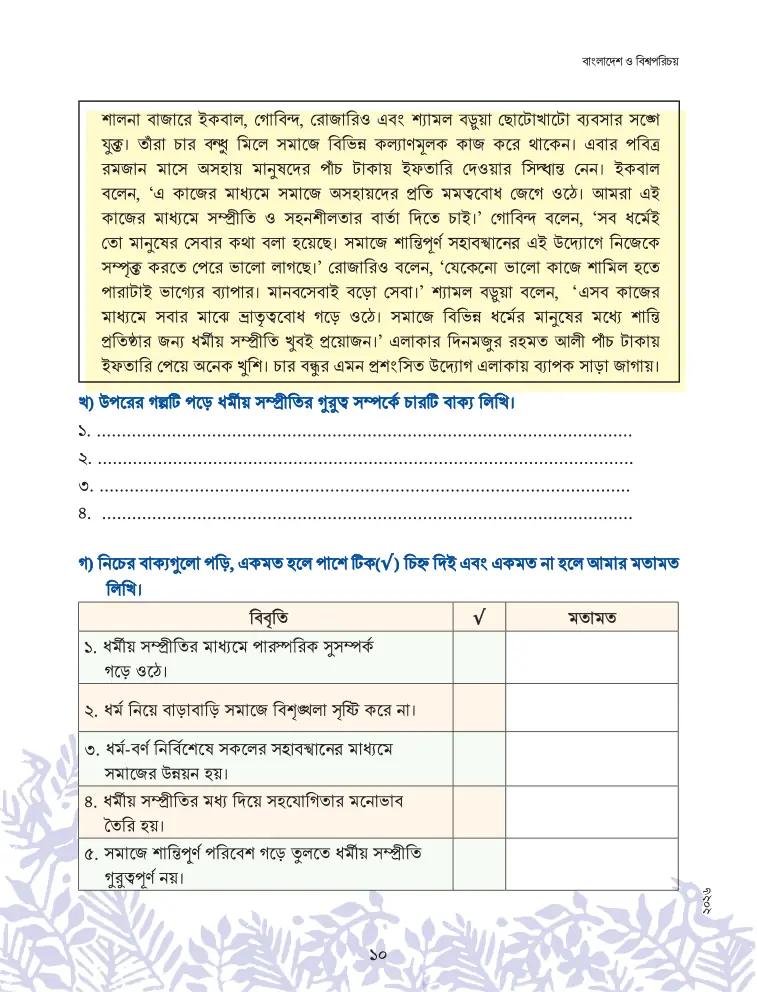 বাংলাদেশ ও বিশ্বপরিচয়
শালনা বাজারে ইকবাল, গোবিন্দ, রোজারিও এবং শ্যামল বড়ুয়া ছোটোখাটো ব্যবসার সঙ্গে
যুক্ত। তাঁরা চার বন্ধু মিলে সমাজে বিভিন্ন কল্যাণমূলক কাজ করে থাকেন। এবার পবিত্র
রমজান মাসে অসহায় মানুষদের পাঁচ টাকায় ইফতারি দেওয়ার সিদ্ধান্ত নেন। ইকবাল
বলেন, ‘এ কাজের মাধ্যমে সমাজে অসহায়দের প্রতি মমত্ববোধ জেগে ওঠে। আমরা এই
কাজের মাধ্যমে সম্প্রীতি ও সহনশীলতার বার্তা দিতে চাই।’ গোবিন্দ বলেন, ‘সব ধর্মেই
তো মানুষের সেবার কথা বলা হয়েছে। সমাজে শান্তিপূর্ণ সহাবস্থানের এই উদ্যোগে নিজেকে
সম্পৃক্ত করতে পেরে ভালো লাগছে।’ রোজারিও বলেন, ‘যেকোনো ভালো কাজে শামিল হতে
পারাটাই ভাগ্যের ব্যাপার। মানবসেবাই বড়ো সেবা।’ শ্যামল বড়ুয়া বলেন, ‘এসব কাজের
মাধ্যমে সবার মাঝে ভ্রাতৃত্ববোধ গড়ে ওঠে। সমাজে বিভিন্ন ধর্মের মানুষের মধ্যে শান্তি
প্রতিষ্ঠার জন্য ধর্মীয় সম্প্রীতি খুবই প্রয়োজন।’ এলাকার দিনমজুর রহমত আলী পাঁচ টাকায়
ইফতারি পেয়ে অনেক খুশি। চার বন্ধুর এমন প্রশংসিত উদ্যোগ এলাকায় ব্যাপক সাড়া জাগায়।
খ) উপরের গল্পটি পড়ে ধর্মীয় সম্প্রীতির গুরুত্ব সম্পর্কে চারটি বাক্য লিখি।
১. ..........................................................................................................
২. ..........................................................................................................
৩. .........................................................................................................
৪. .........................................................................................................
গ) নিচের বাক্যগুলো পড়ি, একমত হলে পাশে টিক(√) চিহ্ন দিই এবং একমত না হলে আমার মতামত
লিখি।
বিবৃতি √ মতামত
১. ধর্মীয় সম্প্রীতির মাধ্যমে পারস্পরিক সুসম্পর্ক
গড়ে ওঠে।
২. ধর্ম নিয়ে বাড়াবাড়ি সমাজে বিশৃঙ্খলা সৃষ্টি করে না।
৩. ধর্ম-বর্ণ নির্বিশেষে সকলের সহাবস্থানের মাধ্যমে
সমাজের উন্নয়ন হয়।
৪. ধর্মীয় সম্প্রীতির মধ্য দিয়ে সহযোগিতার মনোভাব
তৈরি হয়।
৫. সমাজে শান্তিপূর্ণ পরিবেশ গড়ে তুলতে ধর্মীয় সম্প্রীতি
গুরুত্বপূর্ণ নয়।
২০২৬
১০